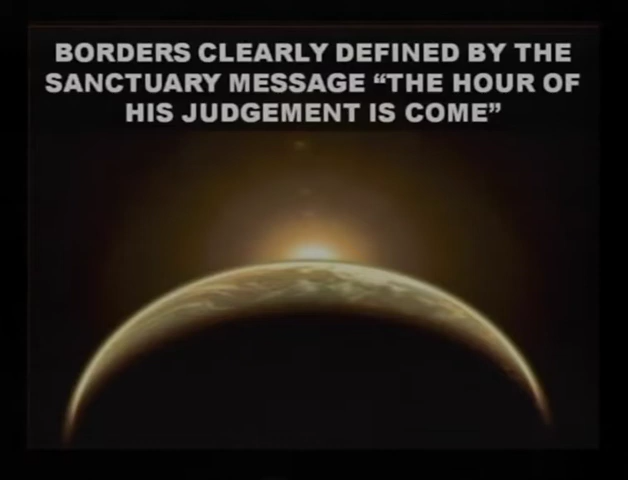 BORDERS CLEARLY DEFINED BY THE
SANCTUARY MESSAGE “THE HOUR OF
HIS JUDGEMENT IS COME”